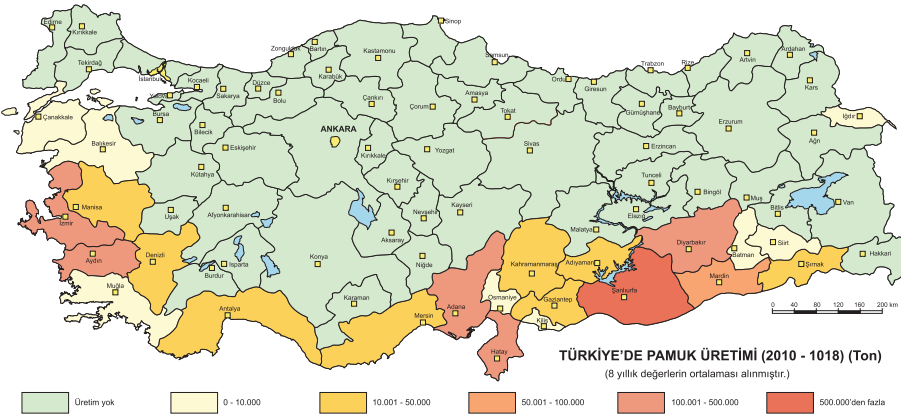 Sinop
Edirne
Kırıkkale
Kastamonu
Bartın
Zonguldak
Samsun
Ardahan
Artvin
Tekirdağ
Trabzon
Rize
Karabük
İstanbul
Kocaeli
Düzce
Ordu
Giresun
Kars
Yalova
Sakarya
Bolu
Çankırı
Çorum
Amasya
Tokat
Gümüşhane
Bayburt
Iğdır
Çanakkale
Bursa
Bilecik
ANKARA
Erzurum
Ağrı
Balıkesir
Eskişehir
Kırıkkale
Yozgat
Sivas
Erzincan
Kütahya
Kırşehir
Tunceli
Bingöl
Muş
Van
Manisa
Uşak
Afyonkarahisar
Nevşehir
Kayseri
Elazığ
Bitlis
İzmir
Aksaray
Malatya
Diyarbakır
Siirt
Batman
Hakkari
Aydın
Denizli
Isparta
Burdur
Konya
Niğde
Kahramanmaraş
Adıyaman
Mardin
Şırnak
Muğla
Antalya
Karaman
Mersin
Adana
Osmaniye
Gaziantep
Şanlıurfa
Kilis
Hatay
0 40 80 120 160 200 km
TÜRKİYE'DE PAMUK ÜRETİMİ (2010 - 1018) (Ton)
(8 yıllık değerlerin ortalaması alınmıştır.)
Üretim yok
0 - 10.000
10.001 - 50.000
50.001 - 100.000
100.001 - 500.000
500.000'den fazla